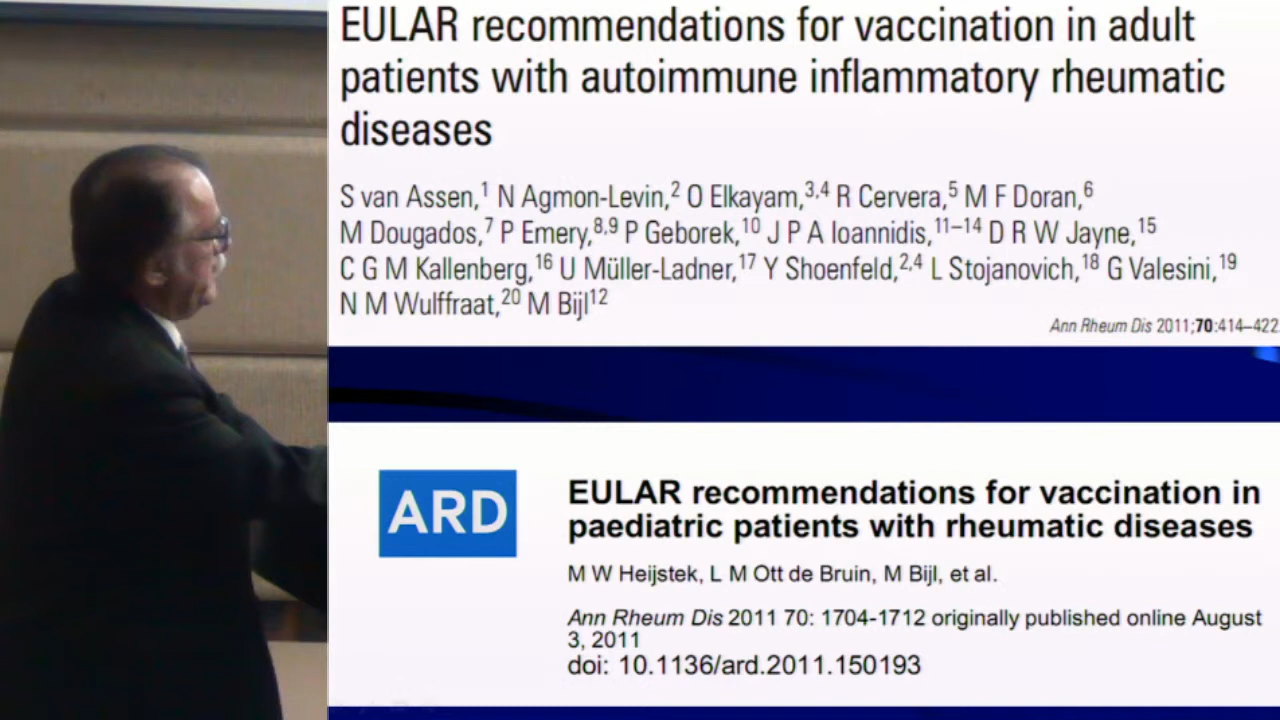 EULAR recommendations for vaccination in adult
patients with autoimmune inflammatory rheumatic
diseases
S van Assen,1 N Agmon-Levin,2 O Elkayam,3,4 R Cervera,5 M F Doran,6
M Dougados,7 P Emery,8,9 P Geborek,10 J P A Ioannidis,11–14 D R W Jayne,15
C G M Kallenberg,16 U Müller-Ladner,17 Y Shoenfeld,2,4 L Stojanovich,18 G Valesini,19
N M Wulffraat,20 M Bijl12
Ann Rheum Dis 2011;70:414–422
ARD
EULAR recommendations for vaccination in
paediatric patients with rheumatic diseases
M W Heijstek, L M Ott de Bruin, M Bijl, et al.
Ann Rheum Dis 2011 70: 1704-1712 originally published online August
3, 2011
doi: 10.1136/ard.2011.150193